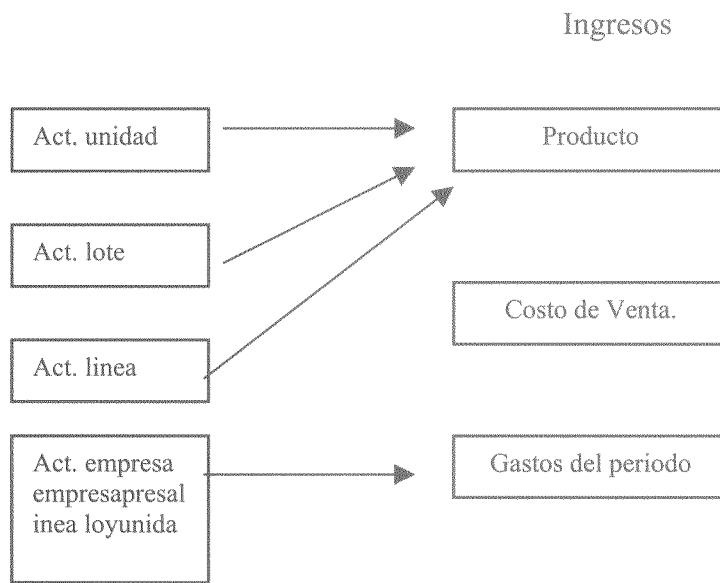 Ingresos
Act. unidad
Producto
Act. lote
Costo de Venta.
Act. linea
Act. empresa
empresapresal
inea loyunida
Gastos del periodo